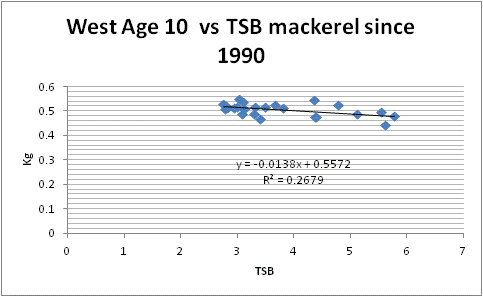 West Age 10  vs TSB mackerel since
1990
0.6
0.5
0.4
0.3
0.2
0.1
0
Kg
y = -0.0138x + 0.5572
R² = 0.2679
0 1 2 3 4 5 6 7
TSB